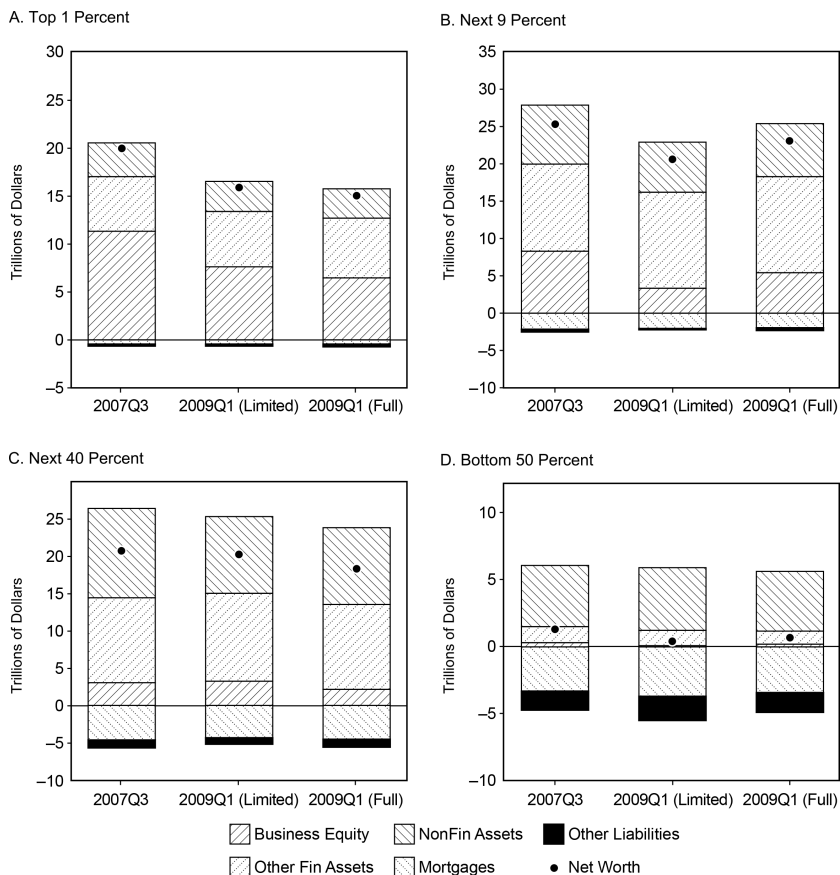 A. Top 1 Percent
30
25
20
15
10
5
0
–5
Trillions of Dollars
2007Q3
2009Q1 (Limited)
2009Q1 (Full)
B. Next 9 Percent
35
30
25
20
15
10
5
0
–5
–10
Trillions of Dollars
2007Q3
2009Q1 (Limited)
2009Q1 (Full)
C. Next 40 Percent
25
20
15
10
5
0
–5
–10
Trillions of Dollars
2007Q3
2009Q1 (Limited)
2009Q1 (Full)
D. Bottom 50 Percent
10
5
0
–5
–10
Trillions of Dollars
2007Q3
2009Q1 (Limited)
2009Q1 (Full)
Business Equity
NonFin Assets
Other Liabilities
Other Fin Assets
Mortgages
Net Worth